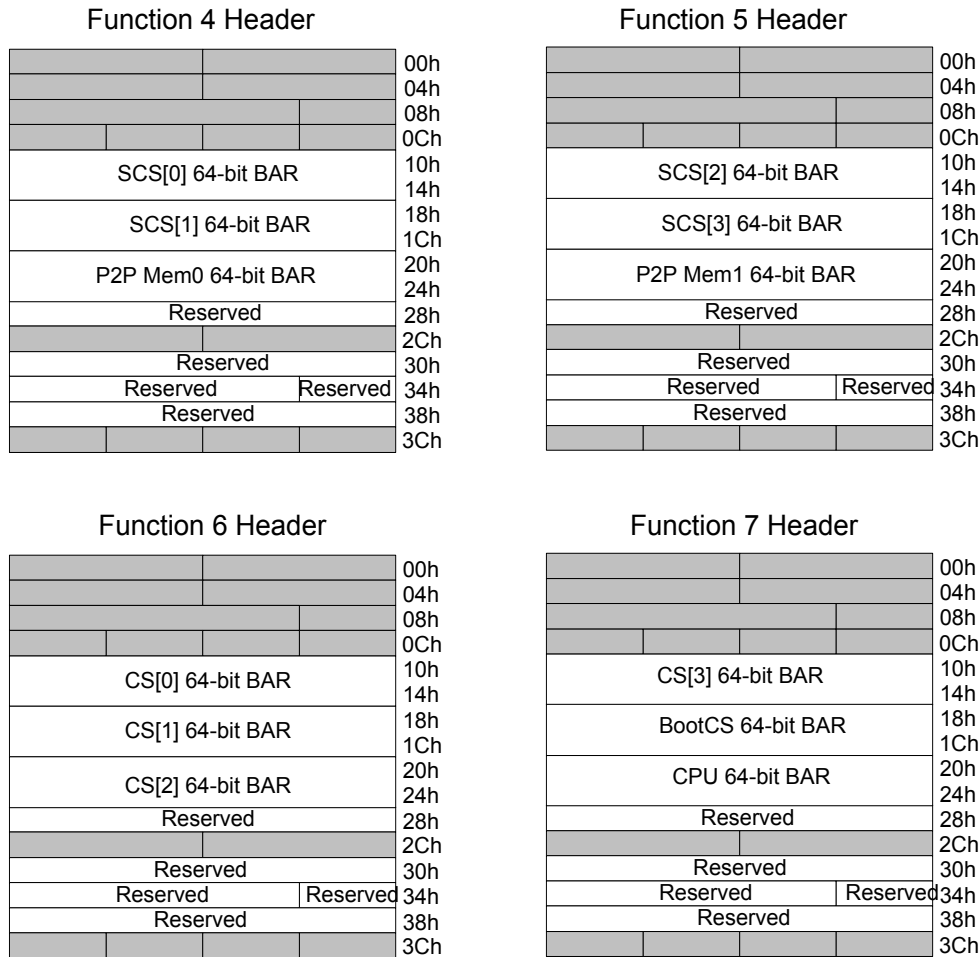 Function 4 Header
00h
04h
08h
0Ch
SCS[0] 64-bit BAR
10h
14h
SCS[1] 64-bit BAR
18h
1Ch
P2P Mem0 64-bit BAR
20h
24h
Reserved 28h
2Ch
Reserved 30h
Reserved Reserved 34h
Reserved 38h
3Ch
Function 5 Header
00h
04h
08h
0Ch
SCS[2] 64-bit BAR
10h
14h
SCS[3] 64-bit BAR
18h
1Ch
P2P Mem1 64-bit BAR
20h
24h
Reserved 28h
2Ch
Reserved 30h
Reserved Reserved 34h
Reserved 38h
3Ch
Function 6 Header
00h
04h
08h
0Ch
CS[0] 64-bit BAR
10h
14h
CS[1] 64-bit BAR
18h
1Ch
CS[2] 64-bit BAR
20h
24h
Reserved 28h
2Ch
Reserved 30h
Reserved Reserved 34h
Reserved 38h
3Ch
Function 7 Header
00h
04h
08h
0Ch
CS[3] 64-bit BAR
10h
14h
BootCS 64-bit BAR
18h
1Ch
CPU 64-bit BAR
20h
24h
Reserved 28h
2Ch
Reserved 30h
Reserved Reserved 34h
Reserved 38h
3Ch